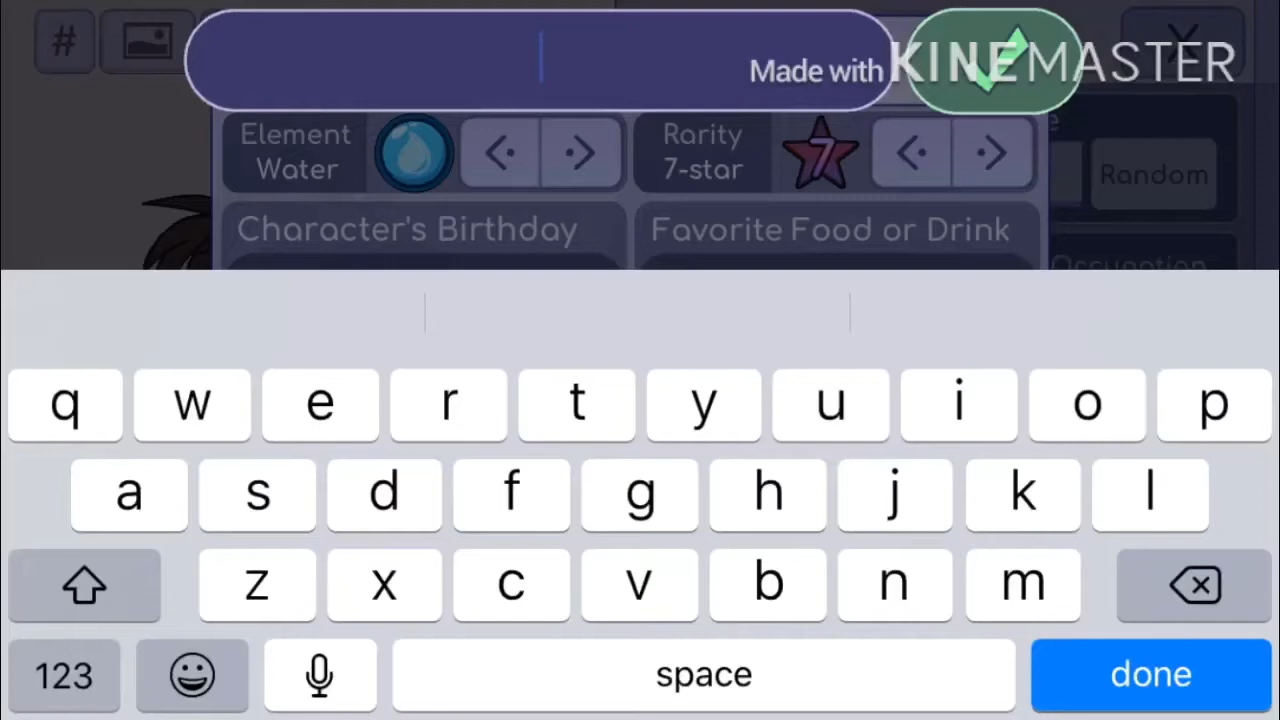 #
Made with KINEMASTER
Element
Water
Rarity
7-star
7
Random
Character's Birthday
Favorite Food or Drink
Occupation
q w e r t y u i o p
a s d f g h j k l
z x c v b n m
123
space
done